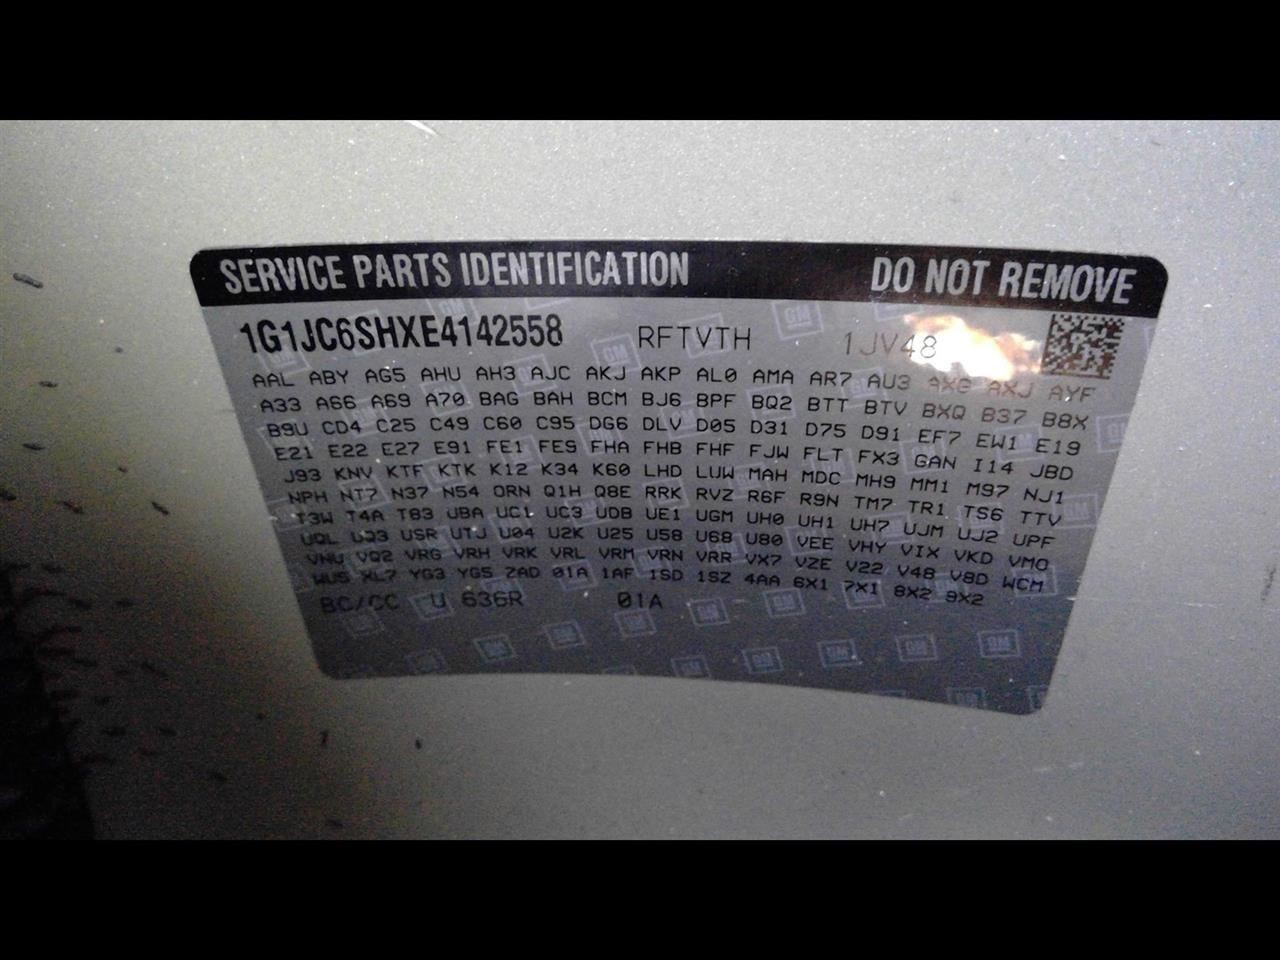 SERVICE PARTS IDENTIFICATION DO NOT REMOVE
1G1JC6SHXE4142558 RFTVTH 1JV48
AAL ABY AG5 AHU AH3 AJC AKJ AKP AL0 AMA AR7 AU3 AXG AXJ AYF
A33 A66 A69 A70 BAG BAH BCM BJ6 BPF BQ2 BTT BTV BXQ B37 B8X
B9U CD4 C25 C49 C60 C95 DG6 DLV D05 D31 D75 D91 EF7 EW1 E19
E21 E22 E27 E91 FE1 FE9 FHA FHB FHF FJW FLT FX3 GAN I14 JBD
J93 KNV KTF KTK K12 K34 K60 LHD LUW MAH MDC MH9 MM1 M97 NJ1
NPH NT7 N37 N54 ORN Q1H Q8E RRK RVZ R6F R9N TM7 TR1 TS6 TTV
T3W T4A T83 UBA UC1 UC3 UDB UE1 UGM UH0 UH1 UH7 UJM UJ2 UPF
UQL UQ3 USR UTJ U04 U2K U25 U58 U68 U80 VEE VHY VIX VKD VMO
VNU VQ2 VRG VRH VRK VRL VRM VRN VRR VX7 VZE V22 V48 V8D WCM
WU5 XL7 YG3 YG5 ZAD 01A 1AF 1SD 1SZ 4AA 6X1 7X1 8X2 9X2
BC/CC U 636R 01A